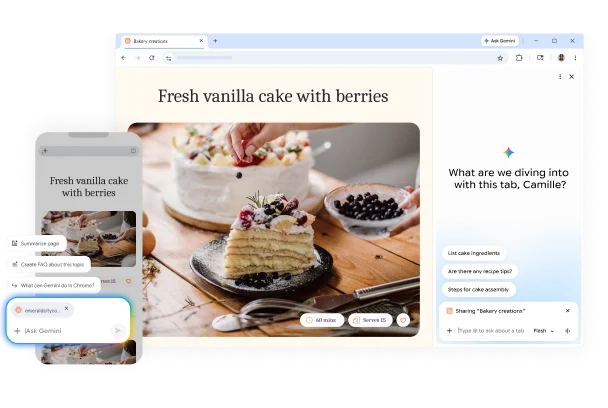 Bakery creations
Ask Gemini
Fresh vanilla cake with berries
60 mins
Serves 15
What are we diving into
with this tab, Camille?
List cake ingredients
Are there any recipe tips?
Steps for cake assembly
Sharing "Bakery creations"
Type @ to ask about a tab
Flash
Fresh vanilla cake
with berries
Summarize page
Create FAQ about this topic
What can Gemini do in Chrome?
Serves 15
Ask Gemini